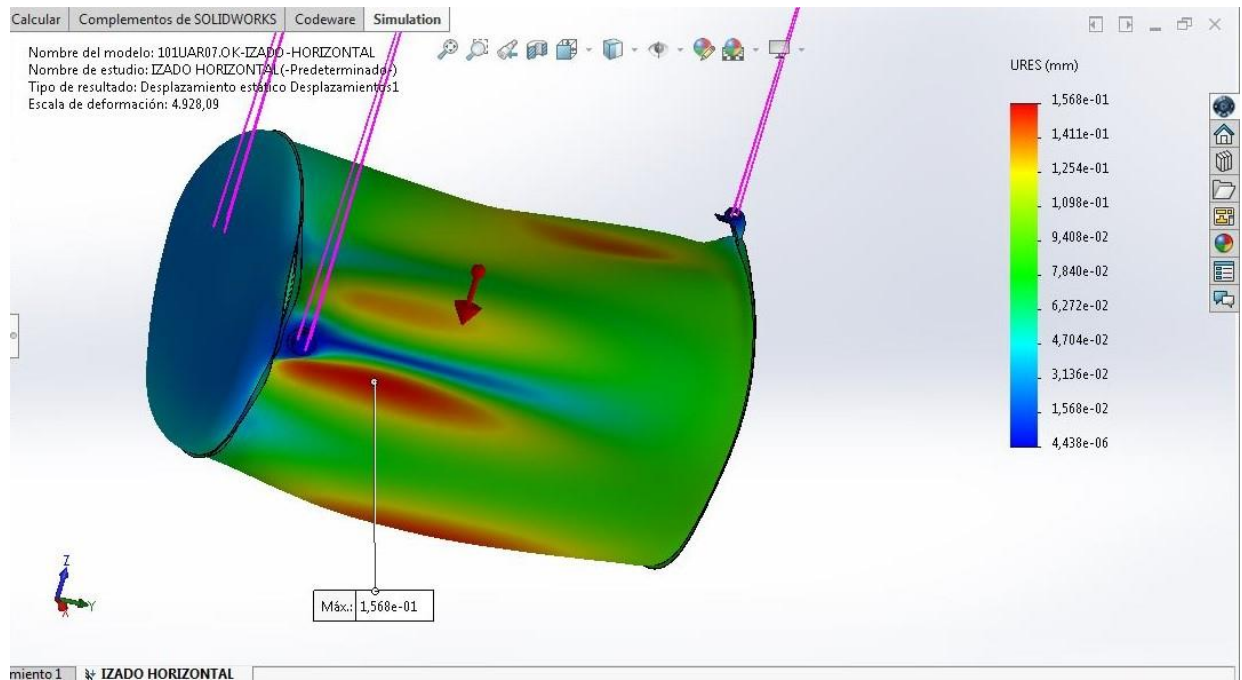 Calcular Complementos de SOLIDWORKS Codeware Simulation
Nombre del modelo: 101UAR07.OK-IZADO-HORIZONTAL
Nombre de estudio: IZADO HORIZONTAL(-Predeterminado-)
Tipo de resultado: Desplazamiento estático Desplazamientos1
Escala de deformación: 4.928,09
URES (mm)
1,568e-01
1,411e-01
1,254e-01
1,098e-01
9,408e-02
7,840e-02
6,272e-02
4,704e-02
3,136e-02
1,568e-02
4,438e-06
Z
Y
X
Máx.: 1,568e-01
miento 1 IZADO HORIZONTAL